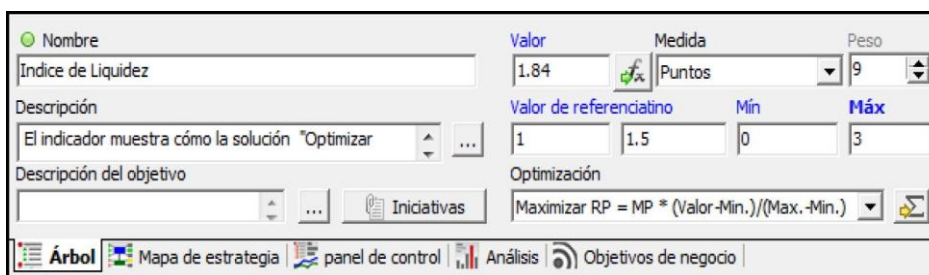 Nombre Valor Medida Peso
Indice de Liquidez 1.84 fx Puntos 9
Descripción Valor de referenciatino Mín Máx
El indicador muestra cómo la solución "Optimizar ... 1 1.5 0 3
Descripción del objetivo Optimización
... Iniciativas Maximizar RP = MP * (Valor-Min.)/(Max.-Min.) Σ
Árbol Mapa de estrategia panel de control Análisis Objetivos de negocio